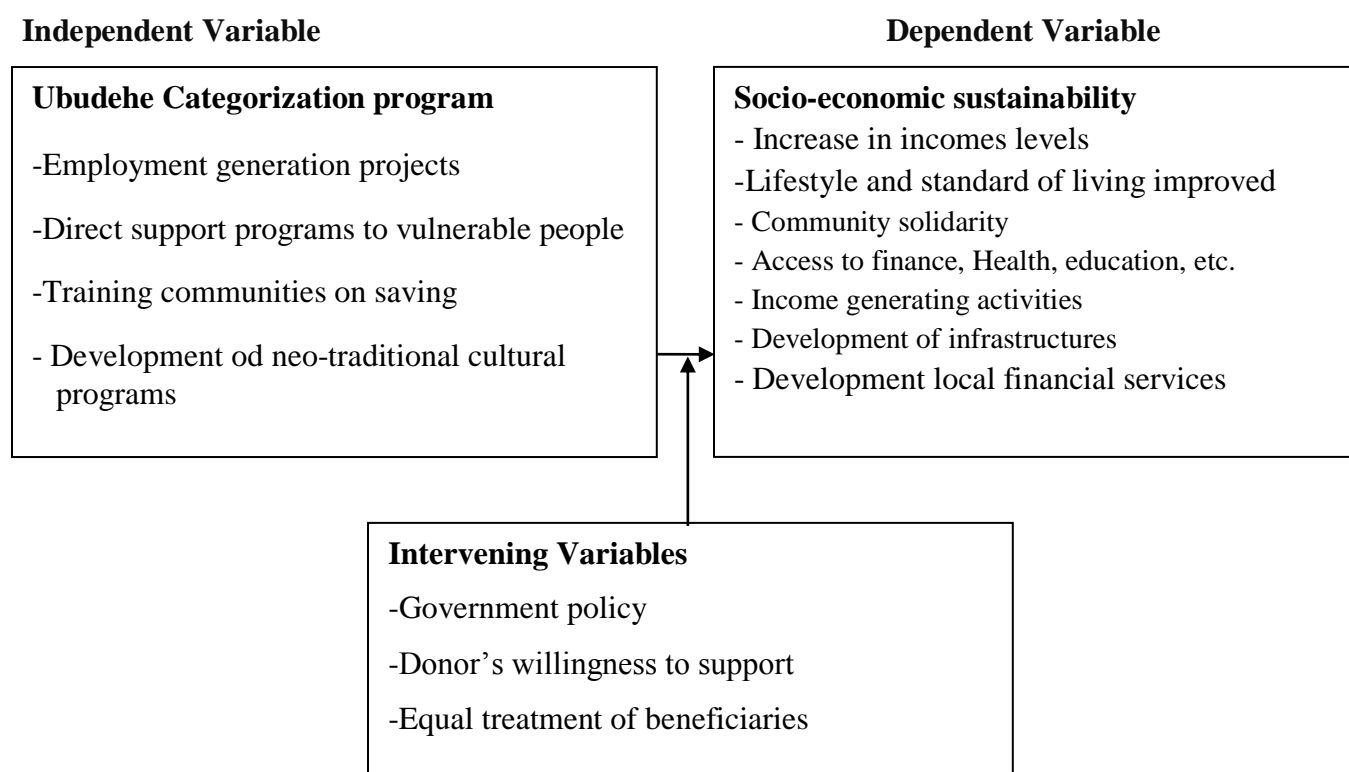 Independent Variable
Dependent Variable
Ubudehe Categorization program
-Employment generation projects
-Direct support programs to vulnerable people
-Training communities on saving
- Development od neo-traditional cultural
programs
Socio-economic sustainability
- Increase in incomes levels
-Lifestyle and standard of living improved
- Community solidarity
- Access to finance, Health, education, etc.
- Income generating activities
- Development of infrastructures
- Development local financial services
Intervening Variables
-Government policy
-Donor’s willingness to support
-Equal treatment of beneficiaries